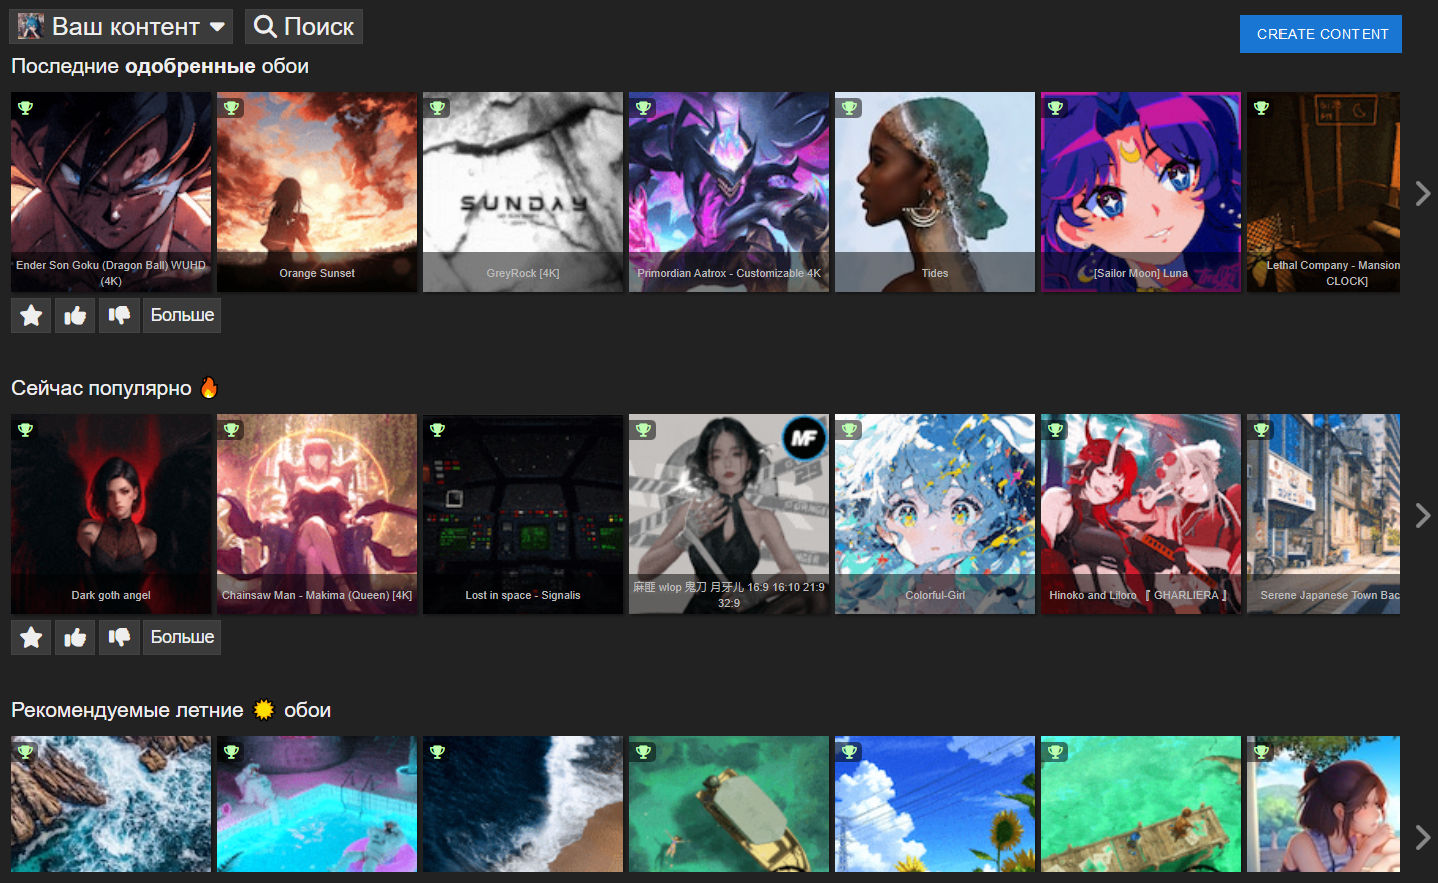 Ваш контент
Поиск
CREATE CONTENT
Последние одобренные обои
SUNDAY
Ender Son Goku (Dragon Ball) WUHD
(4K)
Orange Sunset
GreyRock [4K]
Primordian Aatrox - Customizable 4K
Tides
[Sailor Moon] Luna
Lethal Company - Mansion
CLOCK]
Больше
Сейчас популярно
MF
Dark goth angel
Chainsaw Man - Makima (Queen) [4K]
Lost in space - Signalis
麻匪 wlop 鬼刀 月牙儿 16:9 16:10 21:9
32:9
Colorful-Girl
Hinoko and Liloro 『 GHARLIERA 』
Serene Japanese Town Bac
Больше
Рекомендуемые летние обои